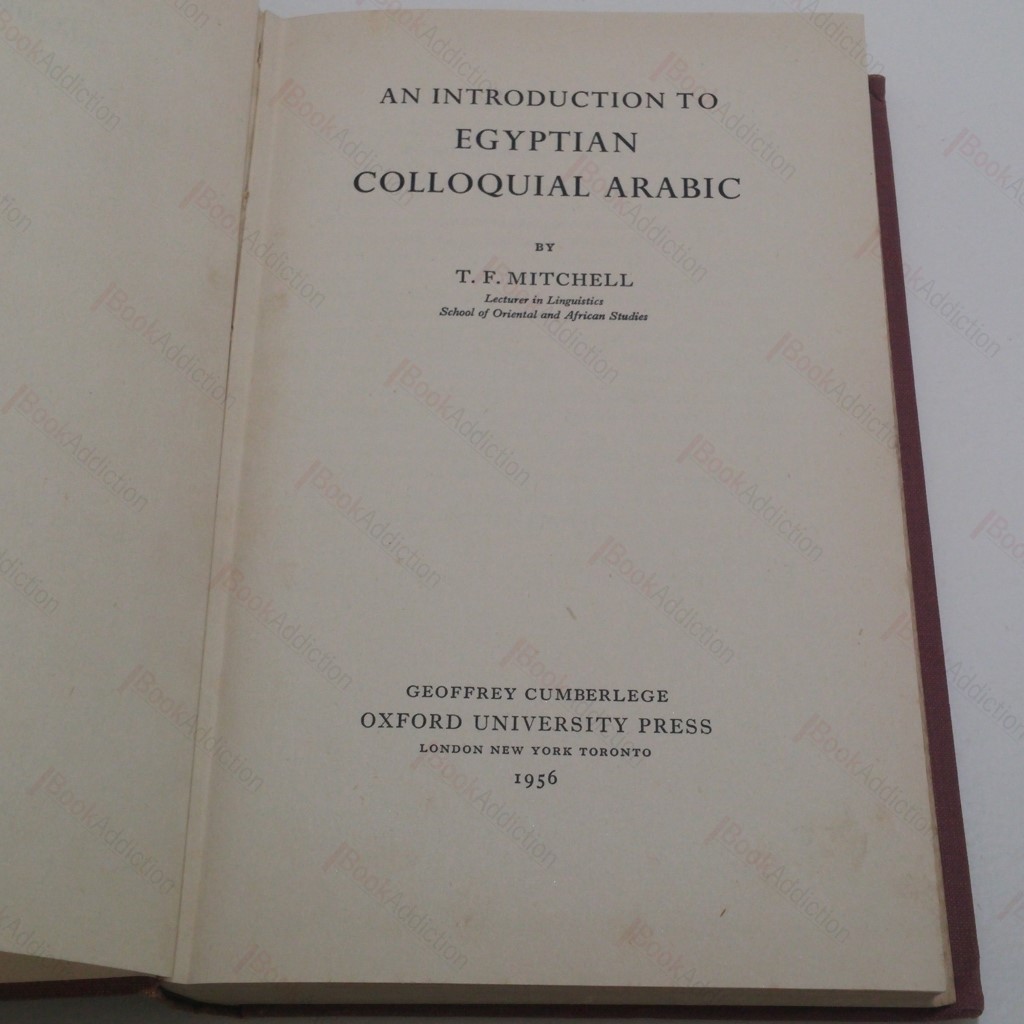 AN INTRODUCTION TO
EGYPTIAN
COLLOQUIAL ARABIC
BY
T. F. MITCHELL
Lecturer in Linguistics
School of Oriental and African Studies
GEOFFREY CUMBERLEGE
OXFORD UNIVERSITY PRESS
LONDON NEW YORK TORONTO
1956
BookAddiction